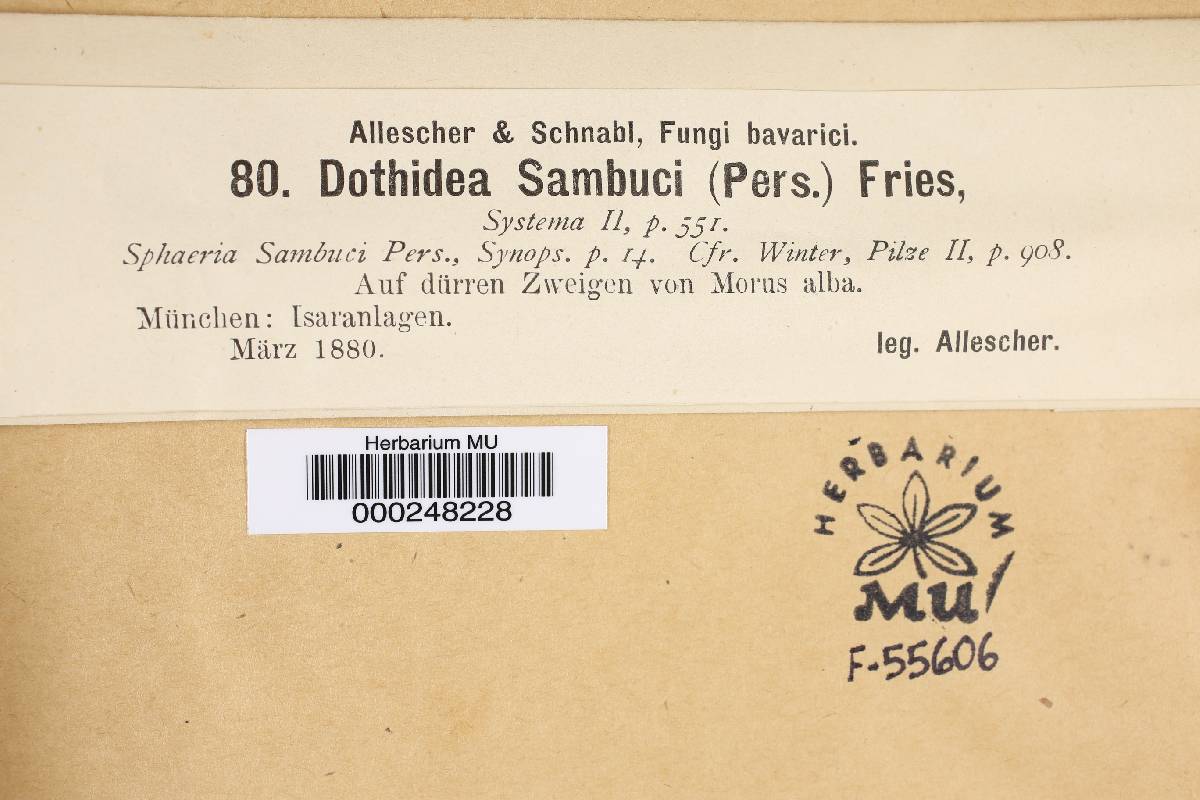 Allescher & Schnabl, Fungi bavarici.
80. Dothidea Sambuci (Pers.) Fries,
Systema II, p. 551.
Sphaeria Sambuci Pers., Synops. p. 14. Cfr. Winter, Pilze II, p. 908.
Auf dürren Zweigen von Morus alba.
München: Isaranlagen.
März 1880.
leg. Allescher.
Herbarium MU
000248228
HERBARIUM
MU
F-55606